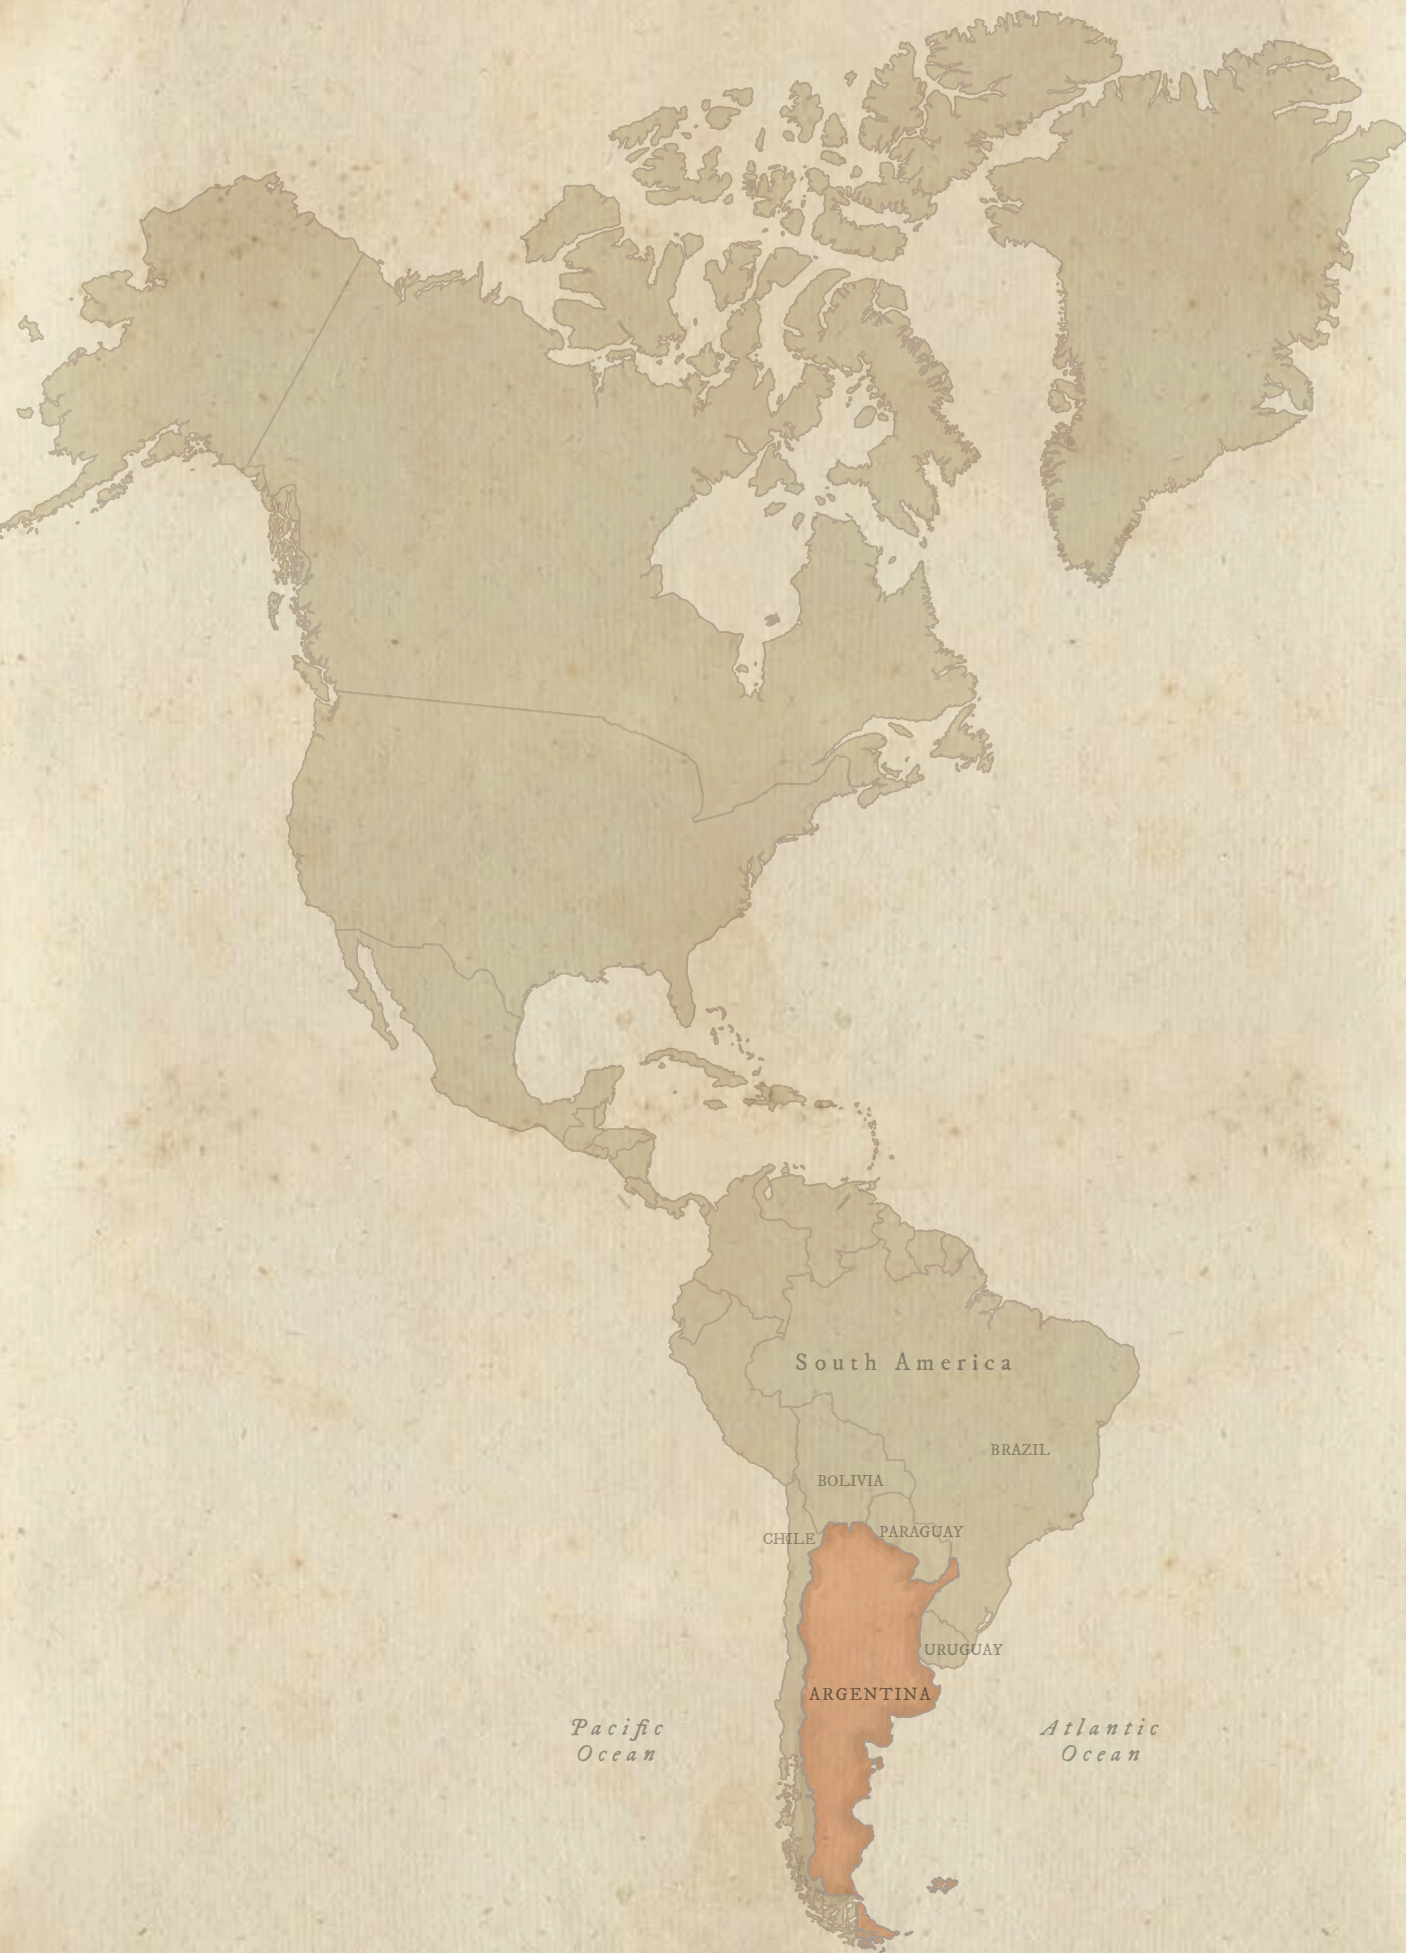 South America
BRAZIL
BOLIVIA
PARAGUAY
CHILE
URUGUAY
ARGENTINA
Pacific
Ocean
Atlantic
Ocean